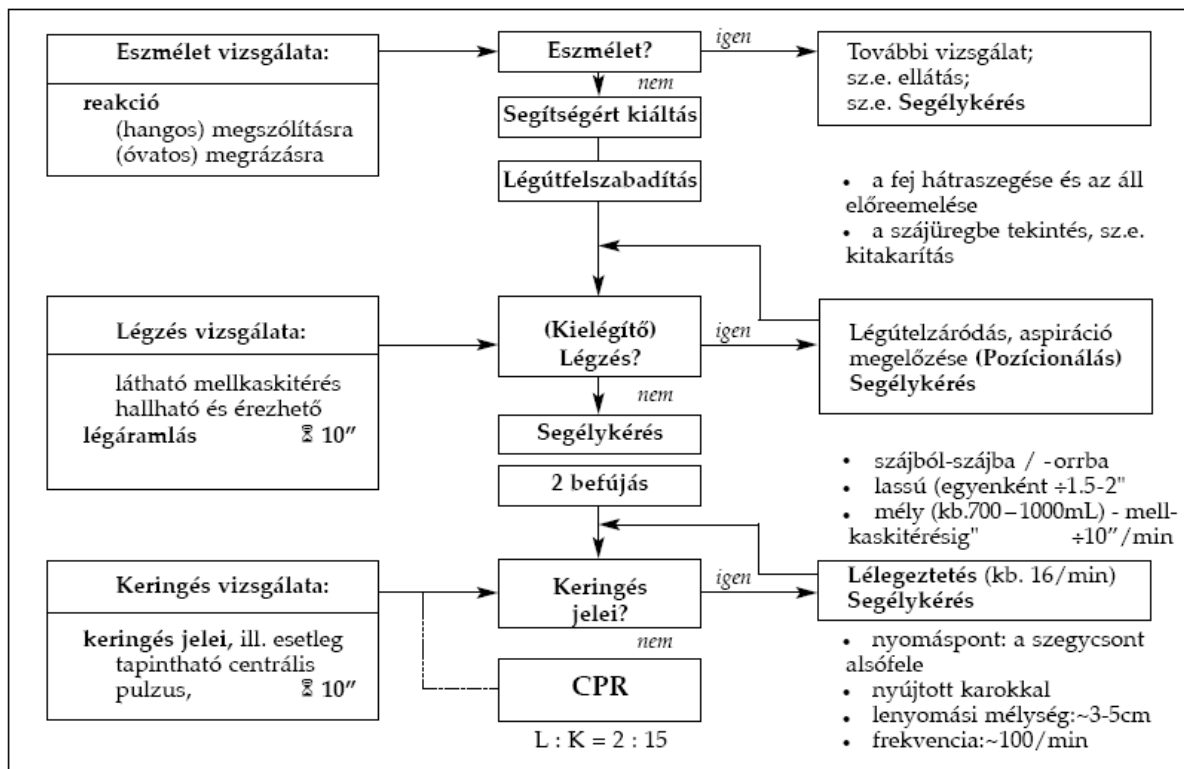 Eszmélet vizsgálata:
reakció
(hangos) megszólításra
(óvatos) megrázásra
Eszmélet?
igen
nem
További vizsgálat;
sz.e. ellátás;
sz.e. Segélykérés
Segítségért kiáltás
Légútfelszabadítás
• a fej hátraszegése és az áll
előreemelése
• a szájüregbe tekintés, sz.e.
kitakarítás
Légzés vizsgálata:
látható mellkaskitérés
hallható és érezhető
légáramlás ⌛ 10"
(Kielégítő)
Légzés?
igen
nem
Légútelzáródás, aspiráció
megelőzése (Pozícionálás)
Segélykérés
Segélykérés
2 befújás
• szájból-szájba / -orrba
• lassú (egyenként ÷1.5-2"
• mély (kb.700–1000mL) - mell-
kaskitérésig" ÷10"/min
Keringés vizsgálata:
keringés jelei, ill. esetleg
tapintható centrális
pulzus, ⌛ 10"
Keringés
jelei?
igen
nem
Lélegeztetés (kb. 16/min)
Segélykérés
CPR
L : K = 2 : 15
• nyomáspont: a szegycsont
alsófele
• nyújtott karokkal
• lenyomási mélység:~3-5cm
• frekvencia:~100/min